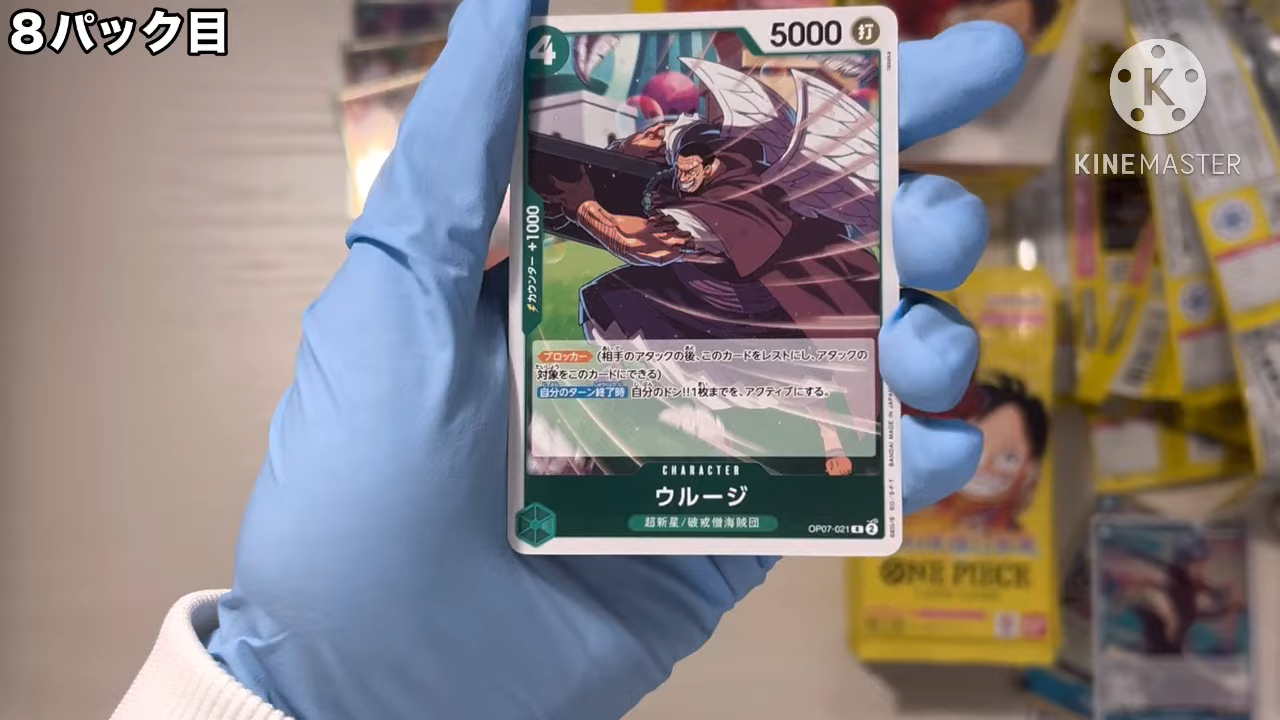 8パック目
KINEMASTER
4
5000 打
カウンター +1000
ブロッカー (相手のアタックの後、このカードをレストにし、アタックの
対象をこのカードにできる)
自分のターン終了時 自分のドン!!1枚までを、アクティブにする。
CHARACTER
ウルージ
超新星/破戒僧海賊団
OP07-021 R 2
BANDAI MADE IN JAPAN
ONE PIECE